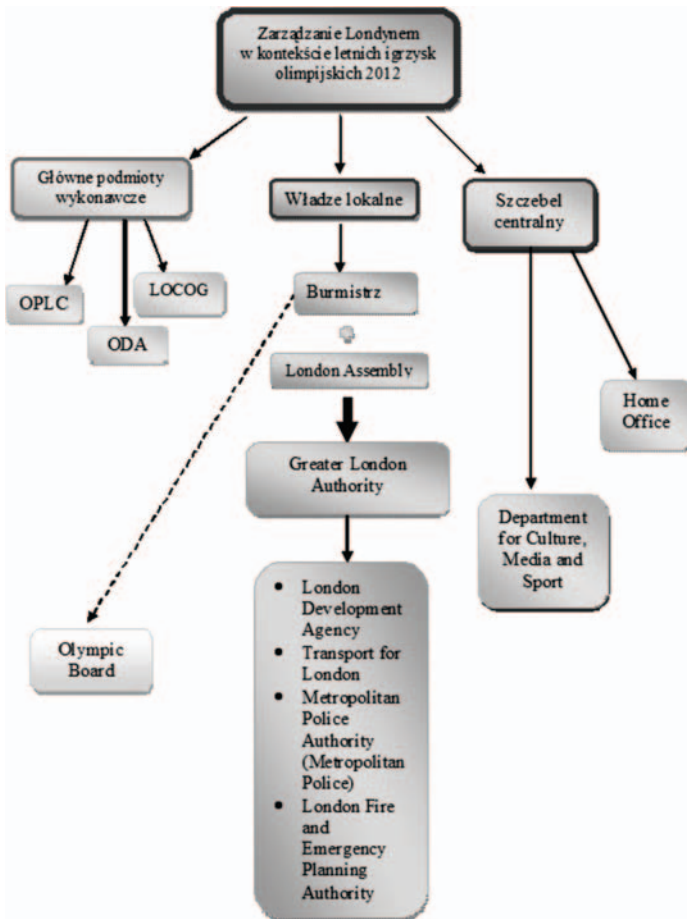 Zarządzanie Londynem
w kontekście letnich igrzysk
olimpijskich 2012
Główne podmioty
wykonawcze
Władze lokalne
Szczebel
centralny
OPLC
LOCOG
ODA
Burmistrz
London Assembly
Home
Office
Greater London
Authority
Department
for Culture,
Media and
Sport
Olympic
Board
• London
Development
Agency
• Transport for
London
• Metropolitan
Police
Authority
(Metropolitan
Police)
• London Fire
and
Emergency
Planning
Authority